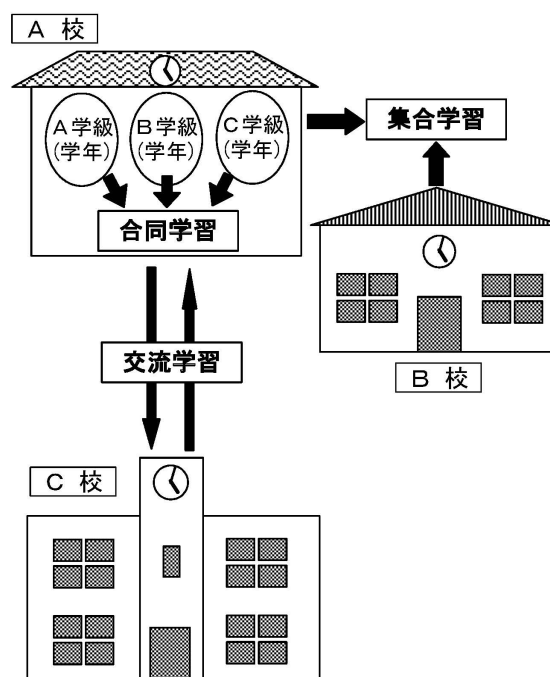 A 校
A学級
(学年)
B学級
(学年)
C学級
(学年)
合同学習
集合学習
B 校
交流学習
C 校